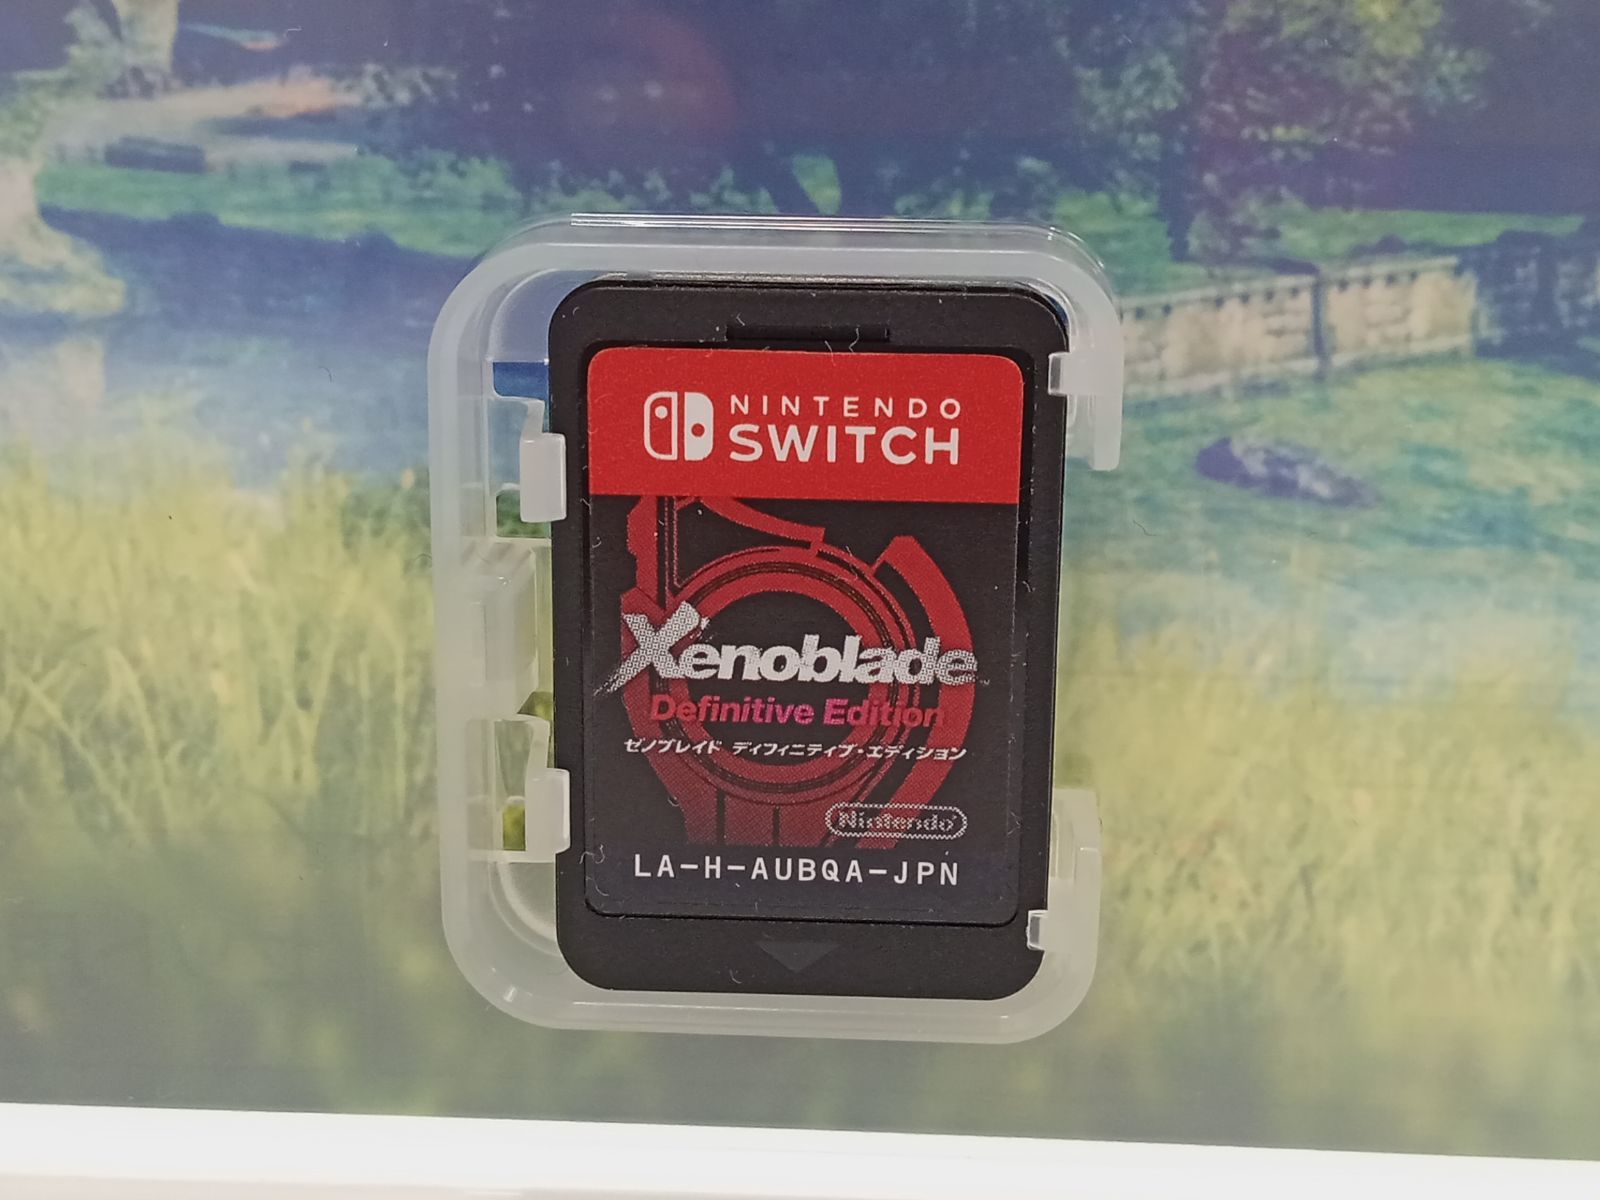 NINTENDO
SWITCH
Xenoblade
Definitive Edition
ゼノブレイド ディフィニティブ・エディション
Nintendo
LA-H-AUBQA-JPN